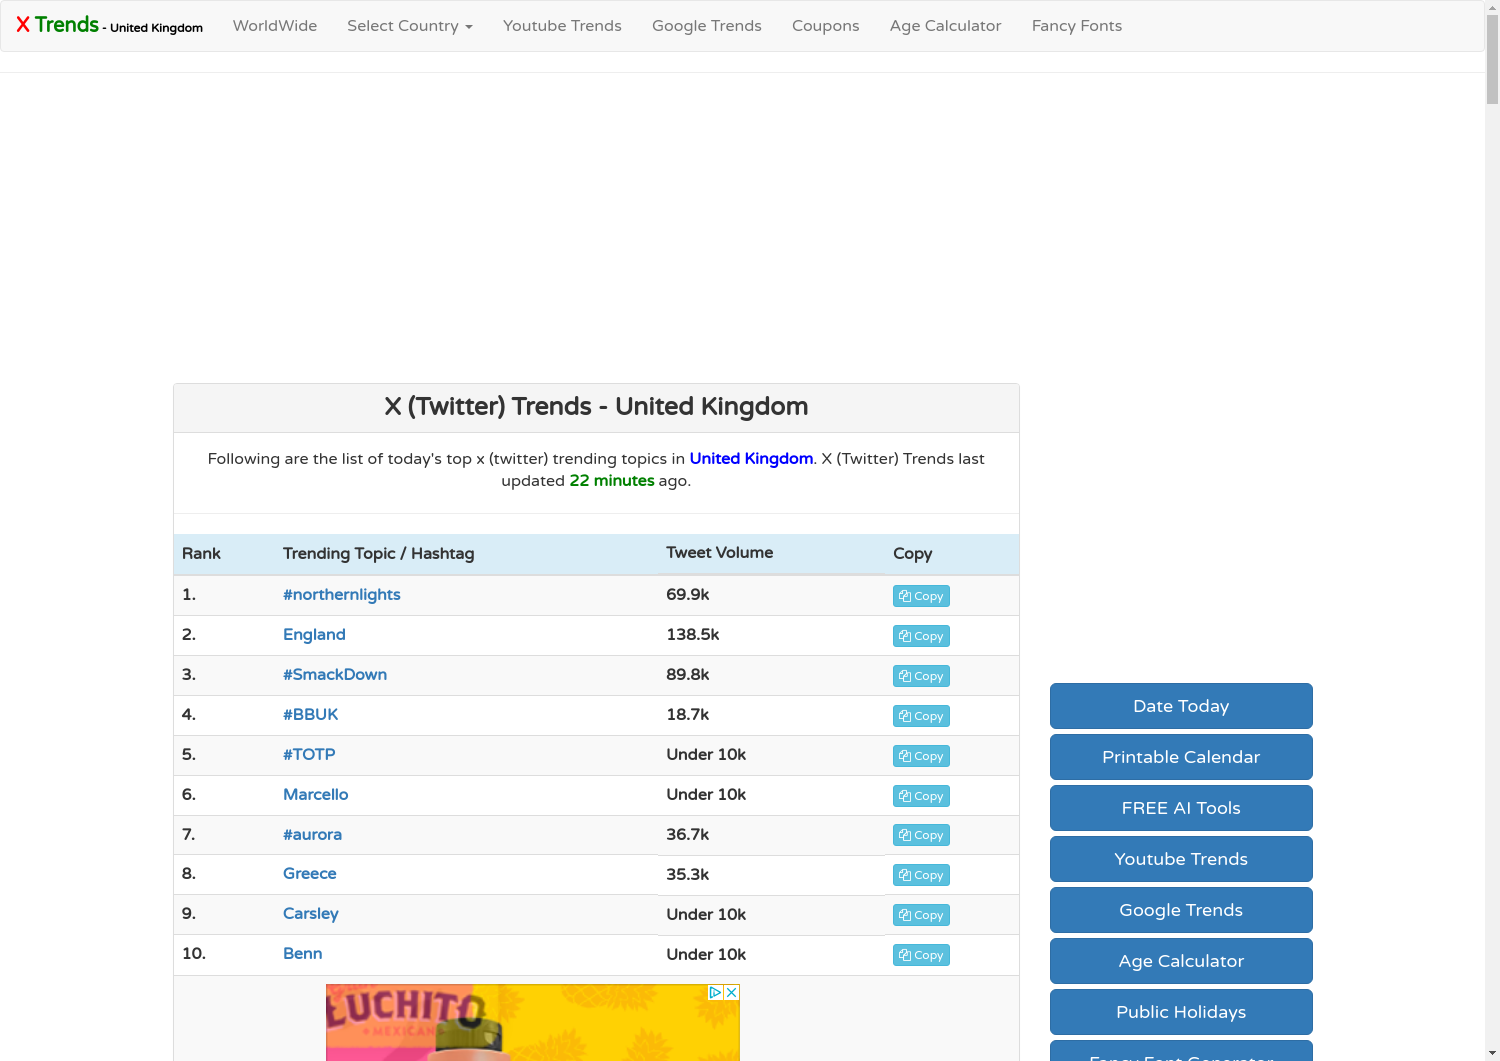 X Trends - United Kingdom WorldWide Select Country Youtube Trends Google Trends Coupons Age Calculator Fancy Fonts
X (Twitter) Trends - United Kingdom
Following are the list of today's top x (twitter) trending topics in United Kingdom. X (Twitter) Trends last
updated 22 minutes ago.
Rank Trending Topic / Hashtag Tweet Volume Copy
1. #northernlights 69.9k Copy
2. England 138.5k Copy
3. #SmackDown 89.8k Copy
4. #BBUK 18.7k Copy
5. #TOTP Under 10k Copy
6. Marcello Under 10k Copy
7. #aurora 36.7k Copy
8. Greece 35.3k Copy
9. Carsley Under 10k Copy
10. Benn Under 10k Copy
LUCHITO
#MEXICAN
Date Today
Printable Calendar
FREE AI Tools
Youtube Trends
Google Trends
Age Calculator
Public Holidays
Fancy Font Generator